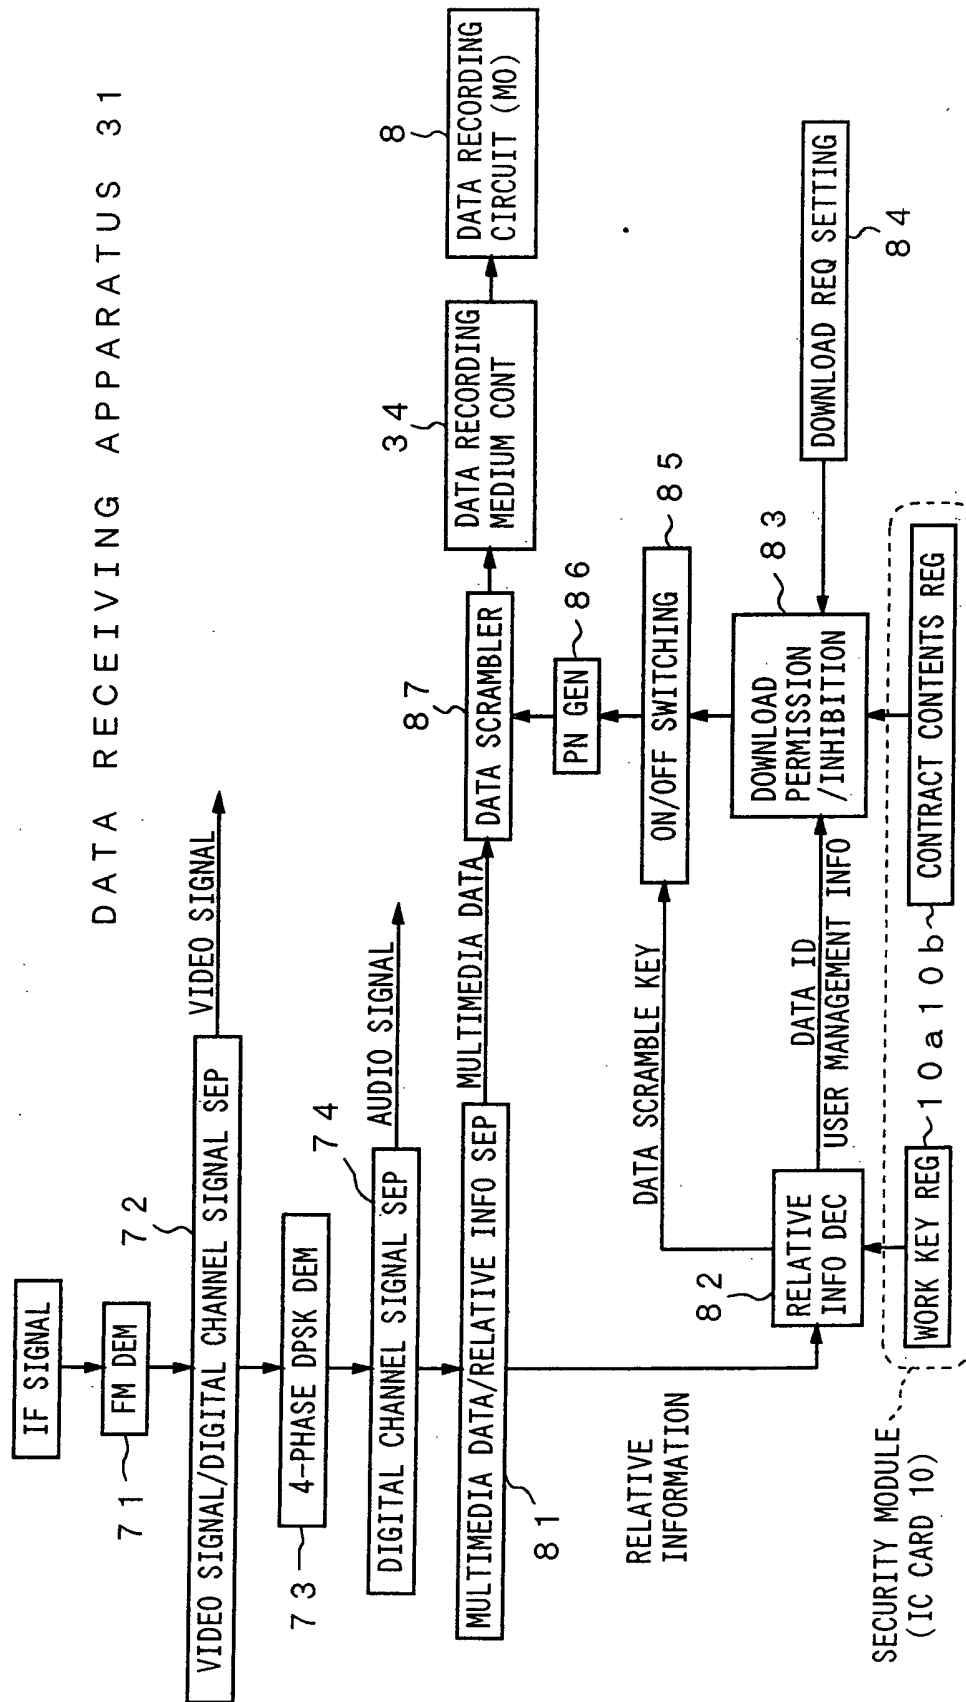 DATA RECEIVING APPARATUS 31
IF SIGNAL
FM DEM
71
VIDEO SIGNAL/DIGITAL CHANNEL SIGNAL SEP
72
VIDEO SIGNAL
4-PHASE DPSK DEM
73
DIGITAL CHANNEL SIGNAL SEP
74
AUDIO SIGNAL
MULTIMEDIA DATA/RELATIVE INFO SEP
81
MULTIMEDIA DATA
DATA SCRAMBLER
87
DATA RECORDING
MEDIUM CONT
34
DATA RECORDING
CIRCUIT (MO)
8
PN GEN
86
ON/OFF SWITCHING
85
DATA SCRAMBLE KEY
RELATIVE
INFORMATION
RELATIVE
INFO DEC
82
DATA ID
USER MANAGEMENT INFO
DOWNLOAD
PERMISSION
/INHIBITION
83
DOWNLOAD REQ SETTING
84
WORK KEY REG
10a
10b
CONTRACT CONTENTS REG
SECURITY MODULE
(IC CARD 10)